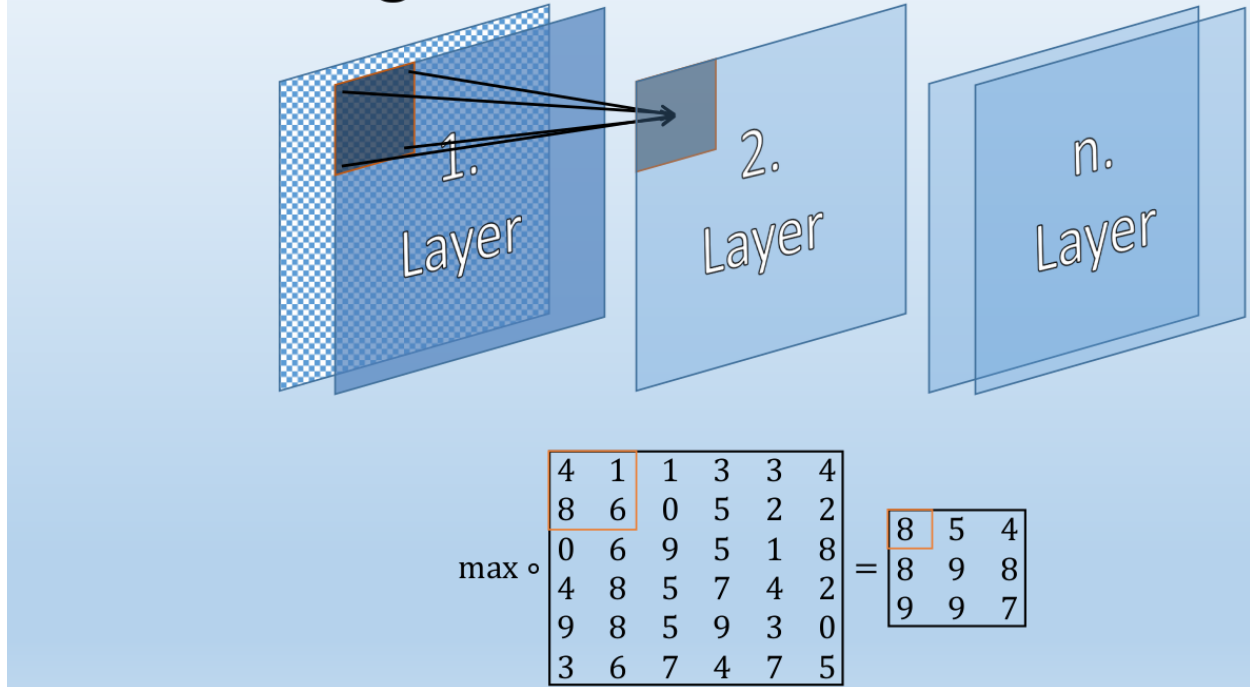 1.
Layer
2.
Layer
n.
Layer
max ∘
4 1 1 3 3 4
8 6 0 5 2 2
0 6 9 5 1 8
4 8 5 7 4 2
9 8 5 9 3 0
3 6 7 4 7 5
=
8 5 4
8 9 8
9 9 7